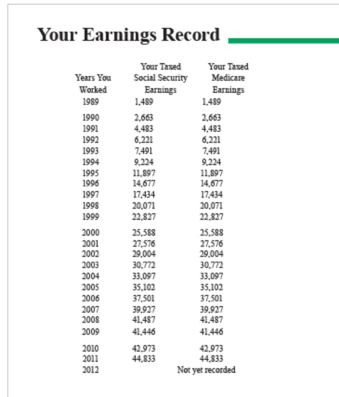 Your Earnings Record
Your Taxed Your Taxed
Years You Social Security Medicare
Worked Earnings Earnings
1989 1,489 1,489
1990 2,663 2,663
1991 4,483 4,483
1992 6,221 6,221
1993 7,491 7,491
1994 9,224 9,224
1995 11,897 11,897
1996 14,677 14,677
1997 17,434 17,434
1998 20,071 20,071
1999 22,827 22,827
2000 25,588 25,588
2001 27,576 27,576
2002 29,004 29,004
2003 30,772 30,772
2004 33,097 33,097
2005 35,102 35,102
2006 37,501 37,501
2007 39,927 39,927
2008 41,487 41,487
2009 41,446 41,446
2010 42,973 42,973
2011 44,833 44,833
2012 Not yet recorded